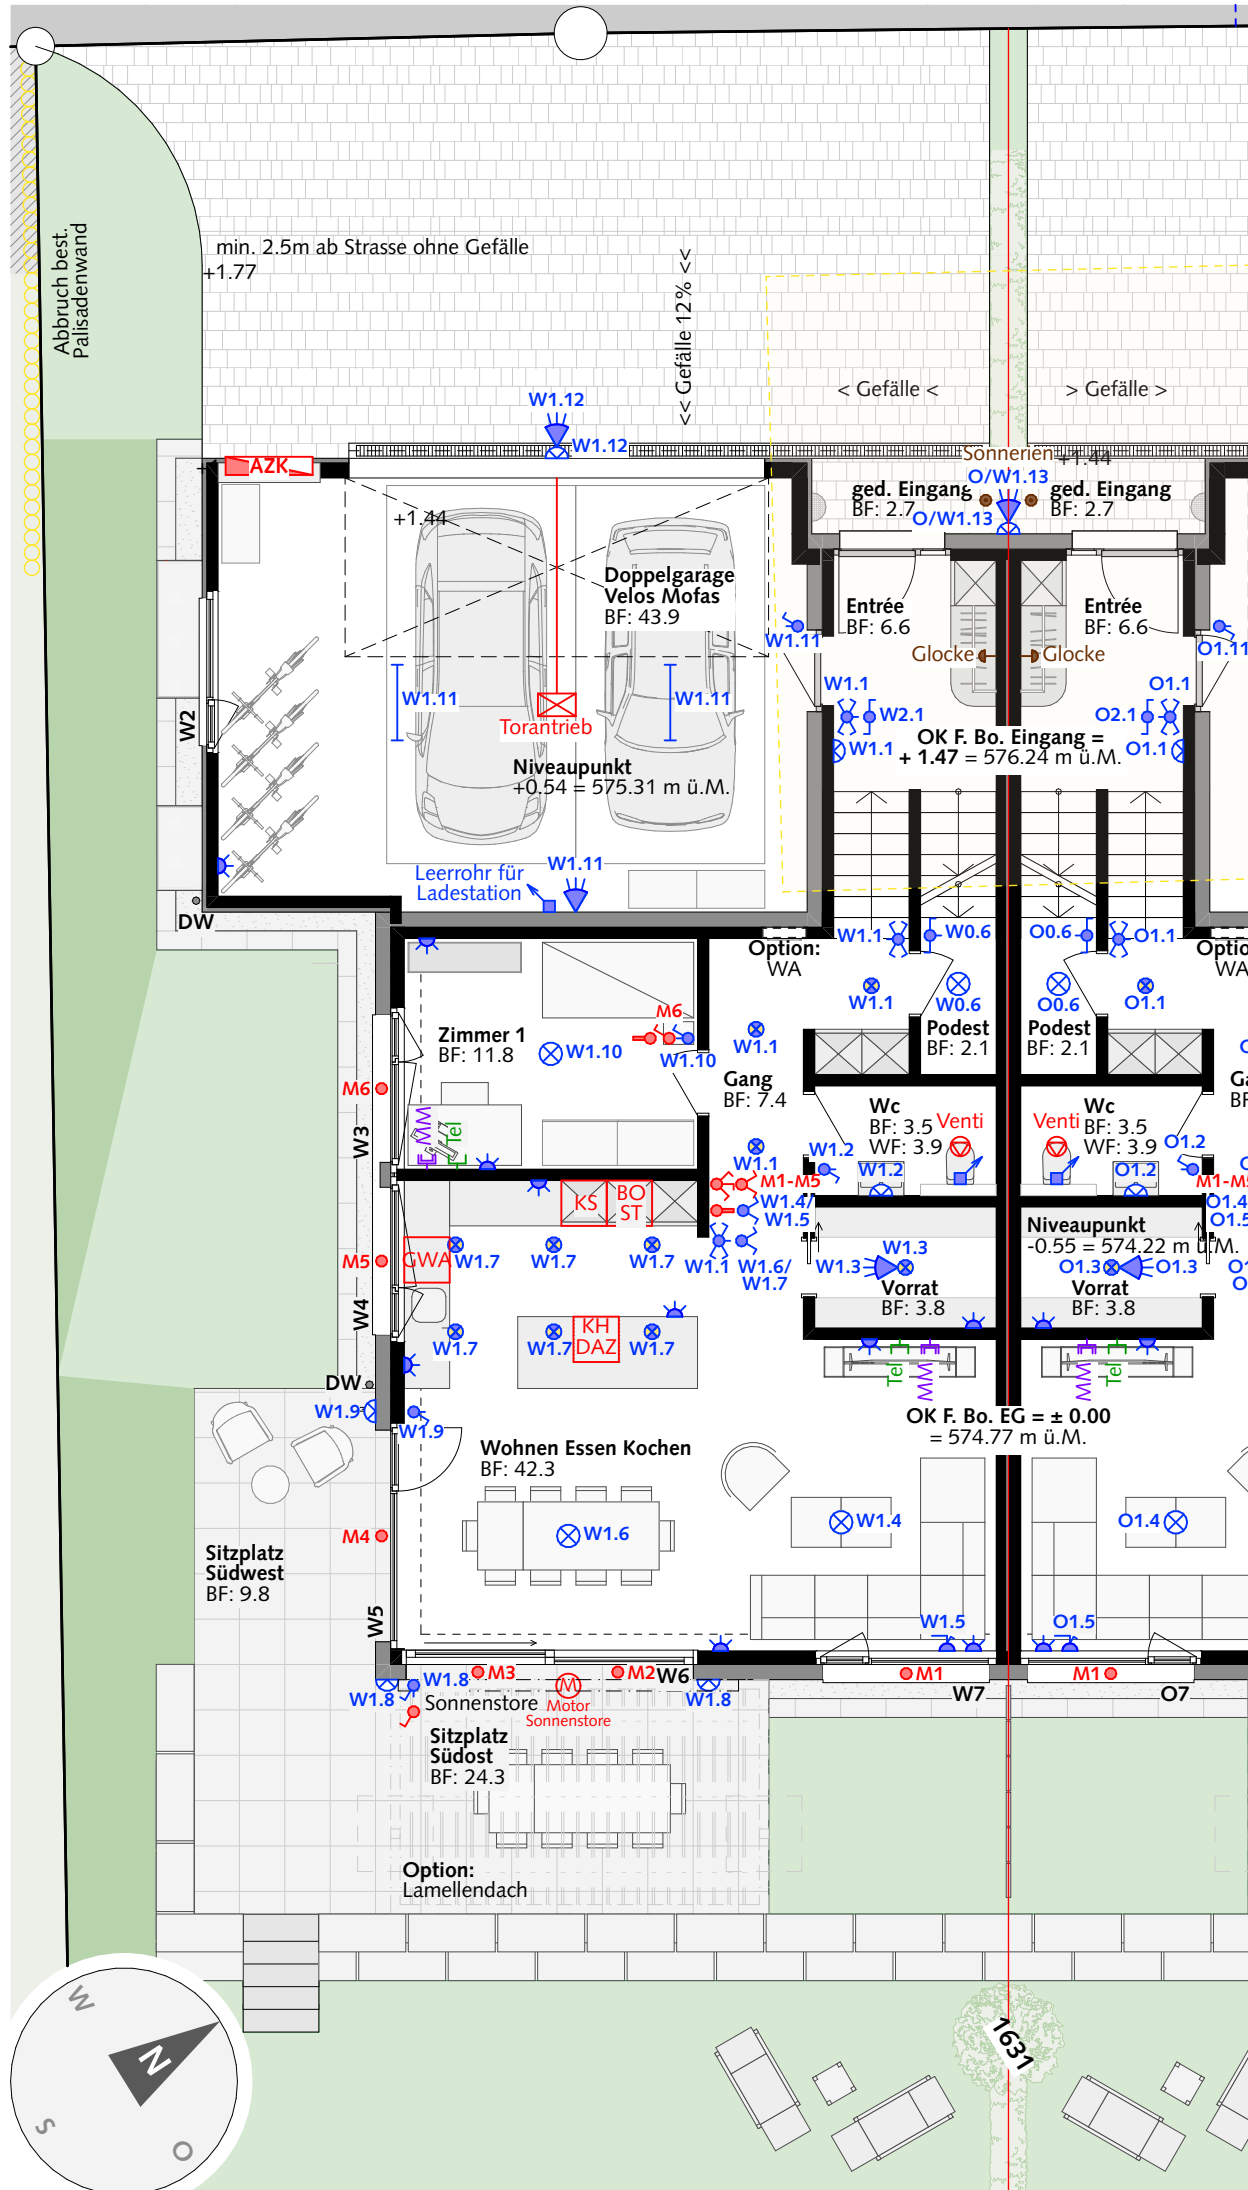 Abbruch best.
Palisadenwand
min. 2.5m ab Strasse ohne Gefälle
+1.77
<< Gefälle 12% <<
< Gefälle <
> Gefälle >
W1.12
W1.12
AZK
Sonnerien
+1.44
O/W1.13
ged. Eingang
BF: 2.7
ged. Eingang
BF: 2.7
O/W1.13
+1.44
Doppelgarage
Velos Mofas
BF: 43.9
Entrée
BF: 6.6
Entrée
BF: 6.6
W1.11
O1.11
Glocke
Glocke
W1.11
W1.11
W1.1
W2.1
O2.1
O1.1
W2
Torantrieb
W1.1
O1.1
OK F. Bo. Eingang =
+ 1.47 = 576.24 m ü.M.
Niveaupunkt
+0.54 = 575.31 m ü.M.
Leerrohr für
Ladestation
W1.11
DW
Option:
WA
W1.1
W0.6
O0.6
O1.1
Optio
WA
W1.1
W0.6
O0.6
O1.1
M6
Zimmer 1
BF: 11.8
W1.10
W1.10
W1.1
Podest
BF: 2.1
Podest
BF: 2.1
M6
Gang
BF: 7.4
Ga
BF
W3
MM
Tel
Wc
BF: 3.5
WF: 3.9
Venti
Venti
Wc
BF: 3.5
WF: 3.9
W1.1
W1.2
W1.2
O1.2
O1.2
M1-M5
M1-M5
KS
BO
ST
W1.4/
W1.5
O1.4
O1.5
Niveaupunkt
-0.55 = 574.22 m ü.M.
M5
GWA
W1.7
W1.7
W1.7
W1.1
W1.6/
W1.7
W1.3
W1.3
O1.3
O1.3
O1
O
W4
Vorrat
BF: 3.8
Vorrat
BF: 3.8
W1.7
W1.7
KH
DAZ
W1.7
Tel
MM
MM
Tel
DW
W1.9
W1.9
OK F. Bo. EG = ± 0.00
= 574.77 m ü.M.
Wohnen Essen Kochen
BF: 42.3
M4
W1.6
W1.4
O1.4
Sitzplatz
Südwest
BF: 9.8
W5
W1.5
O1.5
M3
M2
W6
M1
M1
W1.8
W1.8
W1.8
W7
O7
Sonnenstore
Motor
Sonnenstore
Sitzplatz
Südost
BF: 24.3
Option:
Lamellendach
W
N
S
O
1631